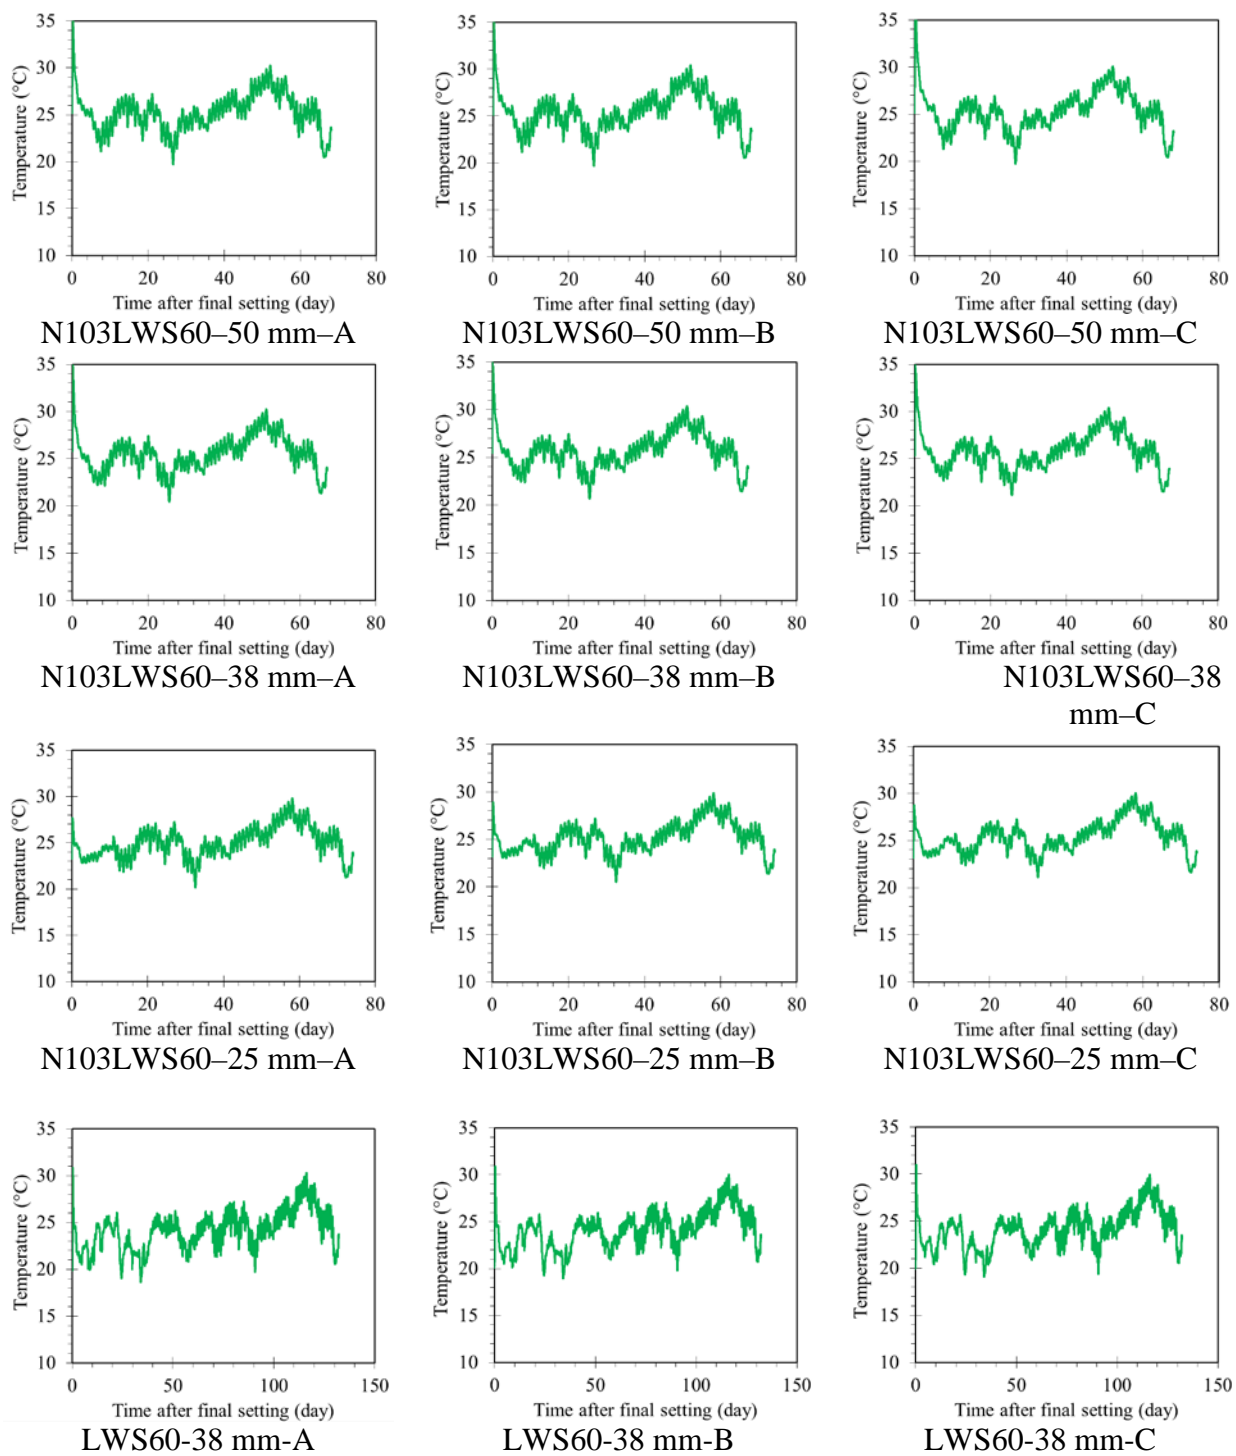 35
30
25
20
15
10
Temperature (°C)
0 20 40 60 80
Time after final setting (day)
N103LWS60–50 mm–A
35
30
25
20
15
10
Temperature (°C)
0 20 40 60 80
Time after final setting (day)
N103LWS60–50 mm–B
35
30
25
20
15
10
Temperature (°C)
0 20 40 60 80
Time after final setting (day)
N103LWS60–50 mm–C
35
30
25
20
15
10
Temperature (°C)
0 20 40 60 80
Time after final setting (day)
N103LWS60–38 mm–A
35
30
25
20
15
10
Temperature (°C)
0 20 40 60 80
Time after final setting (day)
N103LWS60–38 mm–B
35
30
25
20
15
10
Temperature (°C)
0 20 40 60 80
Time after final setting (day)
N103LWS60–38
mm–C
35
30
25
20
15
10
Temperature (°C)
0 20 40 60 80
Time after final setting (day)
N103LWS60–25 mm–A
35
30
25
20
15
10
Temperature (°C)
0 20 40 60 80
Time after final setting (day)
N103LWS60–25 mm–B
35
30
25
20
15
10
Temperature (°C)
0 20 40 60 80
Time after final setting (day)
N103LWS60–25 mm–C
35
30
25
20
15
10
Temperature (°C)
0 50 100 150
Time after final setting (day)
LWS60-38 mm-A
35
30
25
20
15
10
Temperature (°C)
0 50 100 150
Time after final setting (day)
LWS60-38 mm-B
35
30
25
20
15
10
Temperature (°C)
0 50 100 150
Time after final setting (day)
LWS60-38 mm-C